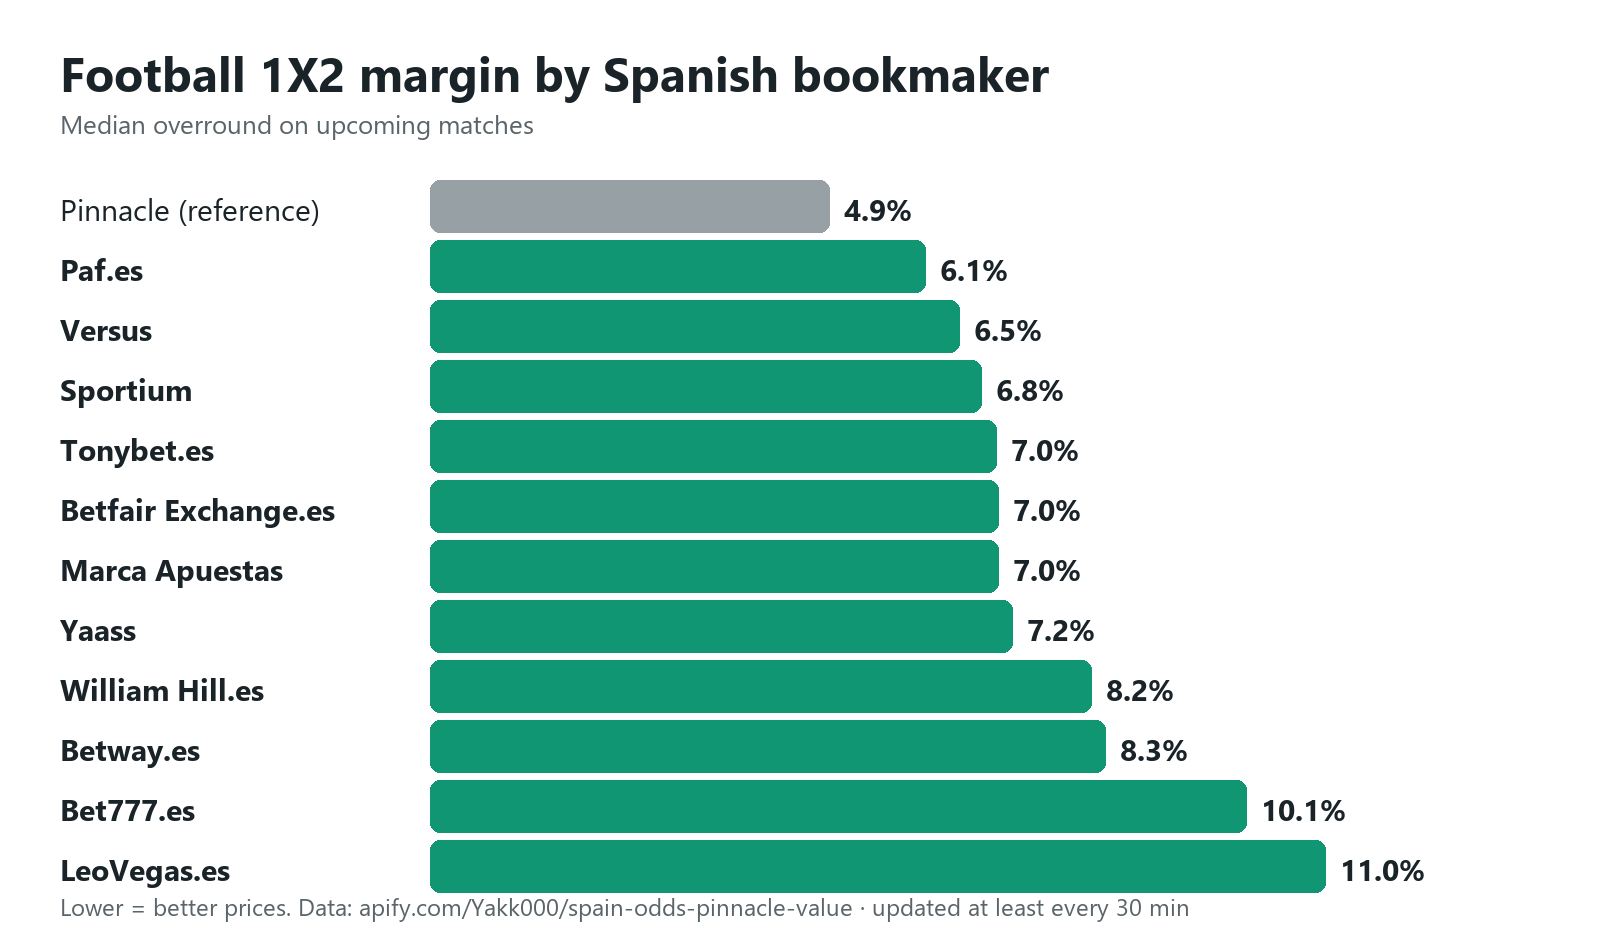 Football 1X2 margin by Spanish bookmaker
Median overround on upcoming matches
Pinnacle (reference) 4.9%
Paf.es 6.1%
Versus 6.5%
Sportium 6.8%
Tonybet.es 7.0%
Betfair Exchange.es 7.0%
Marca Apuestas 7.0%
Yaass 7.2%
William Hill.es 8.2%
Betway.es 8.3%
Bet777.es 10.1%
LeoVegas.es 11.0%
Lower = better prices. Data: apify.com/Yakk000/spain-odds-pinnacle-value · updated at least every 30 min